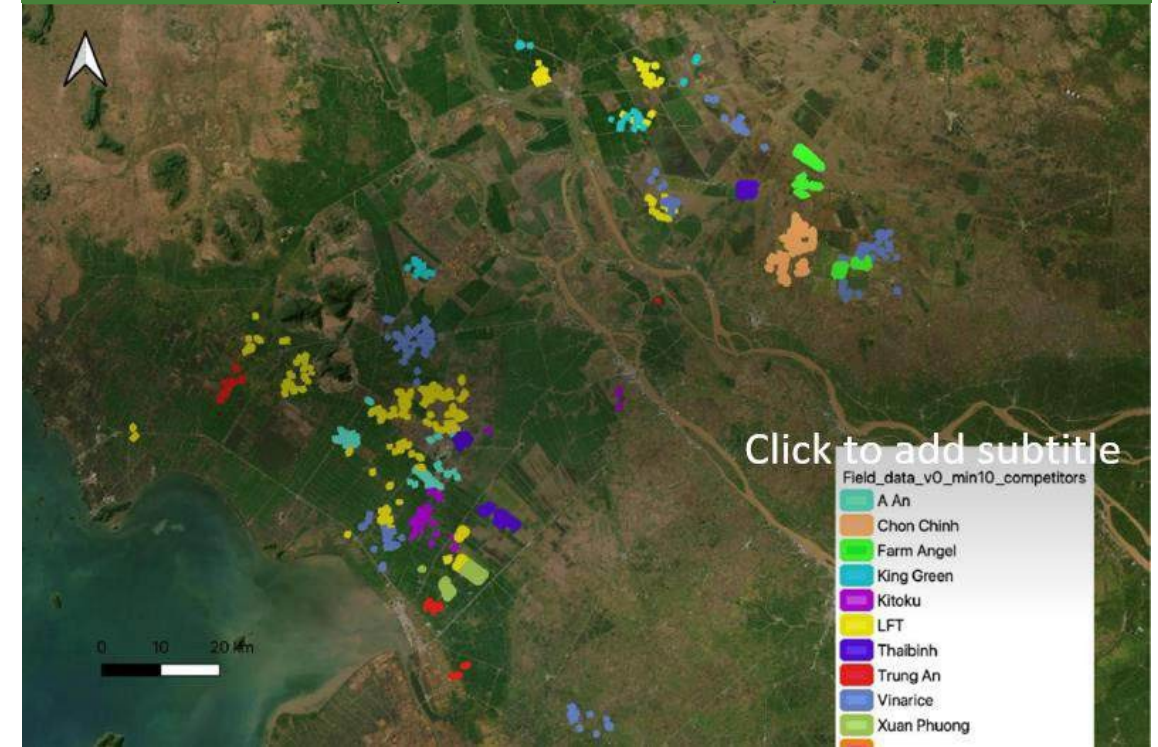 Click to add subtitle
Field_data_v0_min10_competitors
A An
Chon Chinh
Farm Angel
King Green
Kitoku
LFT
Thaibinh
Trung An
Vinarice
Xuan Phuong
0 10 20 km